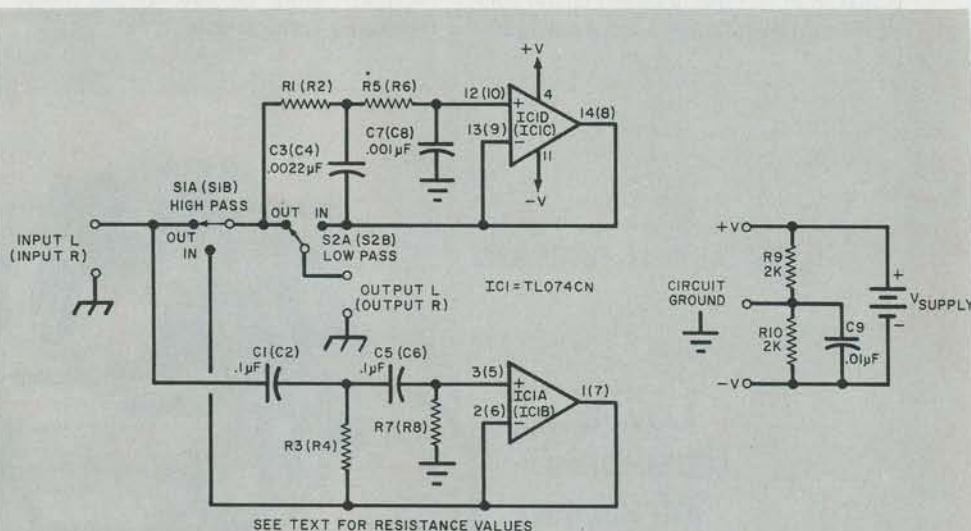 +V
4
R1 (R2)
R5 (R6)
12 (10)
+
IC1D
(IC1C)
14(8)
13 (9)
-
11
-V
C3(C4)
.0022µF
C7(C8)
.001µF
S1A (S1B)
HIGH PASS
OUT
IN
S2A (S2B)
LOW PASS
INPUT L
(INPUT R)
OUT
IN
OUTPUT L
(OUTPUT R)
IC1=TL074CN
C1 (C2)
.1µF
C5 (C6)
.1µF
3(5)
+
IC1A
(IC1B)
1(7)
2(6)
-
R3(R4)
R7(R8)
SEE TEXT FOR RESISTANCE VALUES
+V
R9
2K
CIRCUIT
GROUND
+
VSUPPLY
-
R10
2K
C9
.01µF
-V